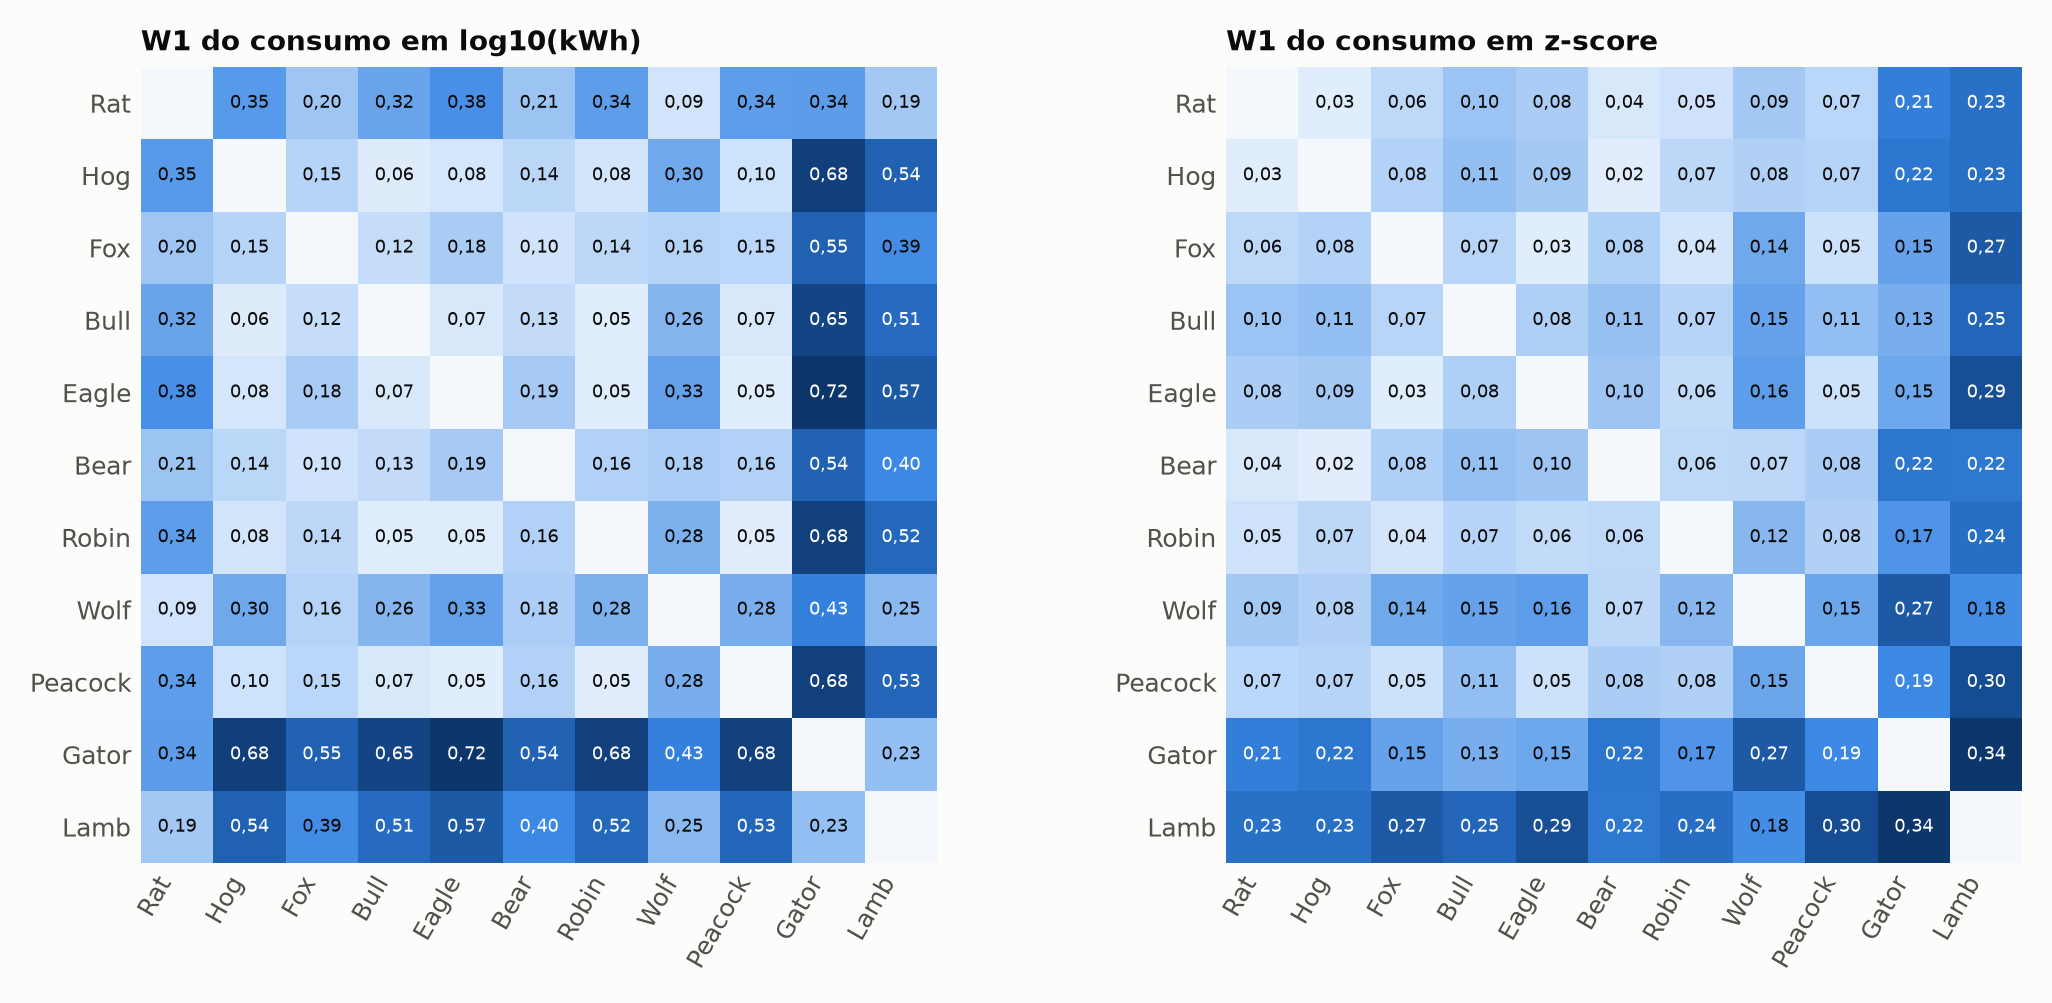 W1 do consumo em log10(kWh)
Rat 0,35 0,20 0,32 0,38 0,21 0,34 0,09 0,34 0,34 0,19
Hog 0,35 0,15 0,06 0,08 0,14 0,08 0,30 0,10 0,68 0,54
Fox 0,20 0,15 0,12 0,18 0,10 0,14 0,16 0,15 0,55 0,39
Bull 0,32 0,06 0,12 0,07 0,13 0,05 0,26 0,07 0,65 0,51
Eagle 0,38 0,08 0,18 0,07 0,19 0,05 0,33 0,05 0,72 0,57
Bear 0,21 0,14 0,10 0,13 0,19 0,16 0,18 0,16 0,54 0,40
Robin 0,34 0,08 0,14 0,05 0,05 0,16 0,28 0,05 0,68 0,52
Wolf 0,09 0,30 0,16 0,26 0,33 0,18 0,28 0,28 0,43 0,25
Peacock 0,34 0,10 0,15 0,07 0,05 0,16 0,05 0,28 0,68 0,53
Gator 0,34 0,68 0,55 0,65 0,72 0,54 0,68 0,43 0,68 0,23
Lamb 0,19 0,54 0,39 0,51 0,57 0,40 0,52 0,25 0,53 0,23
Rat Hog Fox Bull Eagle Bear Robin Wolf Peacock Gator Lamb
W1 do consumo em z-score
Rat 0,03 0,06 0,10 0,08 0,04 0,05 0,09 0,07 0,21 0,23
Hog 0,03 0,08 0,11 0,09 0,02 0,07 0,08 0,07 0,22 0,23
Fox 0,06 0,08 0,07 0,03 0,08 0,04 0,14 0,05 0,15 0,27
Bull 0,10 0,11 0,07 0,08 0,11 0,07 0,15 0,11 0,13 0,25
Eagle 0,08 0,09 0,03 0,08 0,10 0,06 0,16 0,05 0,15 0,29
Bear 0,04 0,02 0,08 0,11 0,10 0,06 0,07 0,08 0,22 0,22
Robin 0,05 0,07 0,04 0,07 0,06 0,06 0,12 0,08 0,17 0,24
Wolf 0,09 0,08 0,14 0,15 0,16 0,07 0,12 0,15 0,27 0,18
Peacock 0,07 0,07 0,05 0,11 0,05 0,08 0,08 0,15 0,19 0,30
Gator 0,21 0,22 0,15 0,13 0,15 0,22 0,17 0,27 0,19 0,34
Lamb 0,23 0,23 0,27 0,25 0,29 0,22 0,24 0,18 0,30 0,34
Rat Hog Fox Bull Eagle Bear Robin Wolf Peacock Gator Lamb